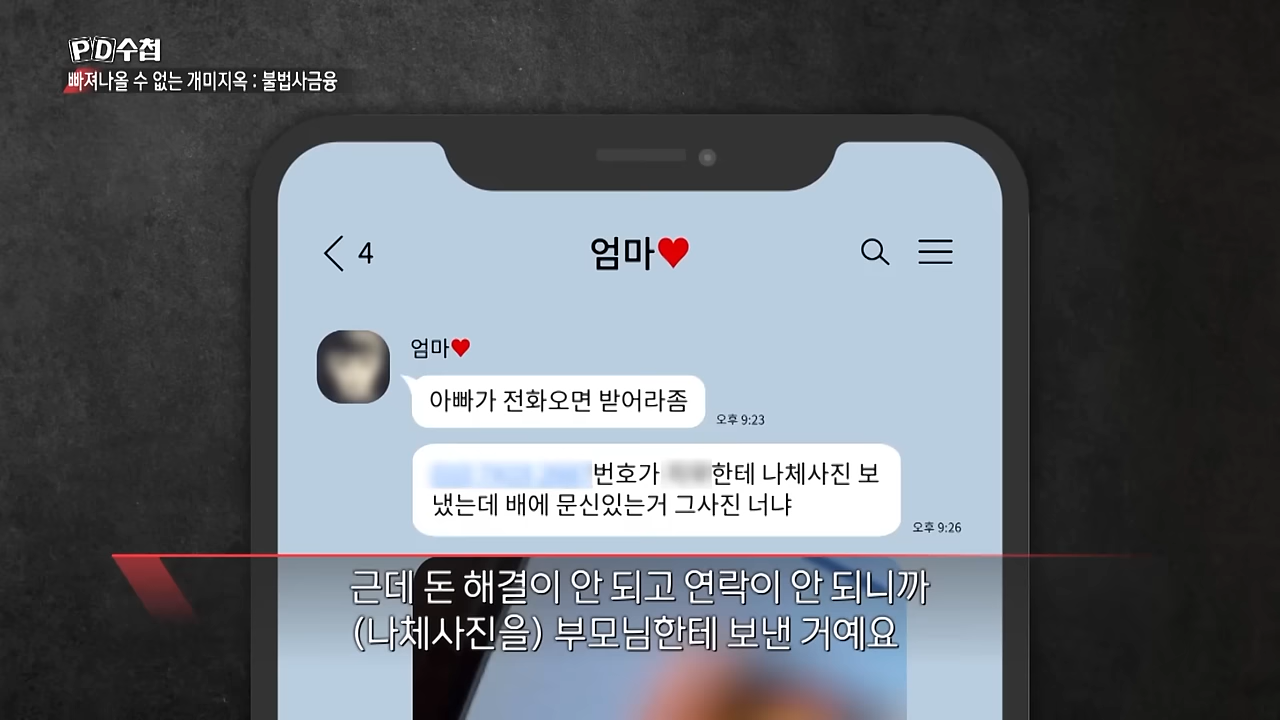 PD수첩
빠져나올 수 없는 개미지옥 : 불법사금융
4
엄마♥
엄마♥
아빠가 전화오면 받어라좀
오후 9:23
번호가 한테 나체사진 보
냈는데 배에 문신있는거 그사진 너냐
오후 9:26
근데 돈 해결이 안 되고 연락이 안 되니까
(나체사진을) 부모님한테 보낸 거예요